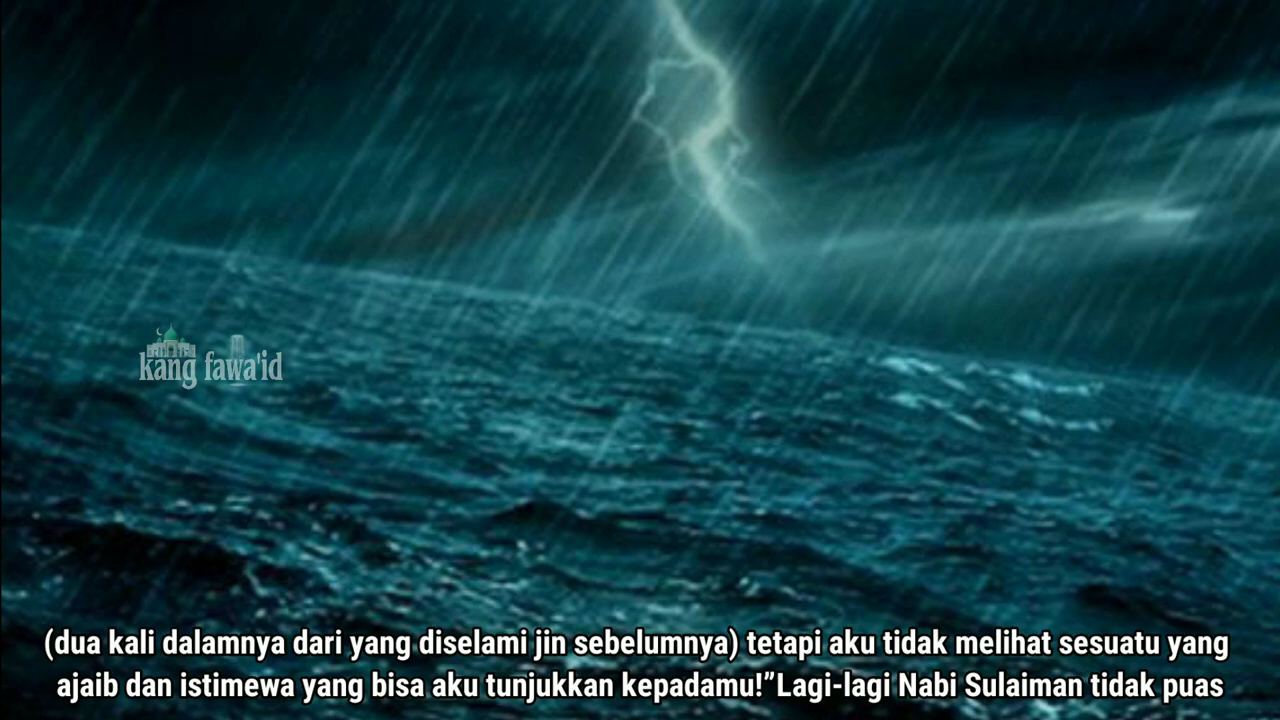 kang fawa'id
(dua kali dalamnya dari yang diselami jin sebelumnya) tetapi aku tidak melihat sesuatu yang
ajaib dan istimewa yang bisa aku tunjukkan kepadamu!”Lagi-lagi Nabi Sulaiman tidak puas